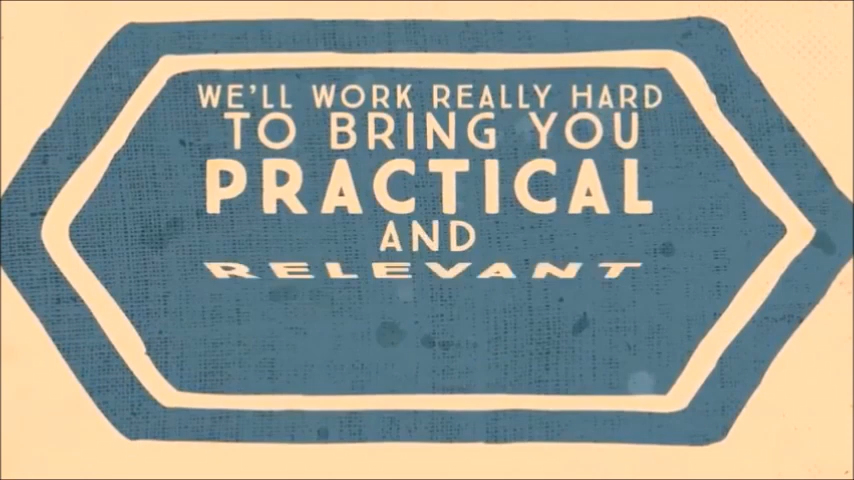 WE'LL WORK REALLY HARD
TO BRING YOU
PRACTICAL
AND
RELEVANT